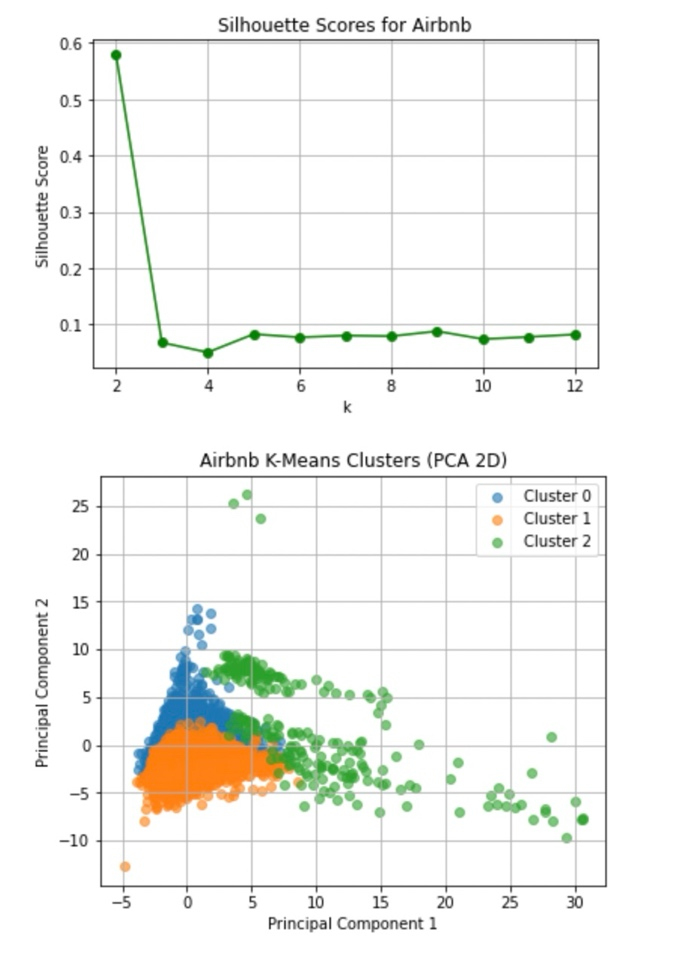 Silhouette Scores for Airbnb
0.6
0.5
0.4
0.3
0.2
0.1
Silhouette Score
2 4 6 8 10 12
k
Airbnb K-Means Clusters (PCA 2D)
Cluster 0
Cluster 1
Cluster 2
25
20
15
10
5
0
−5
−10
Principal Component 2
−5 0 5 10 15 20 25 30
Principal Component 1